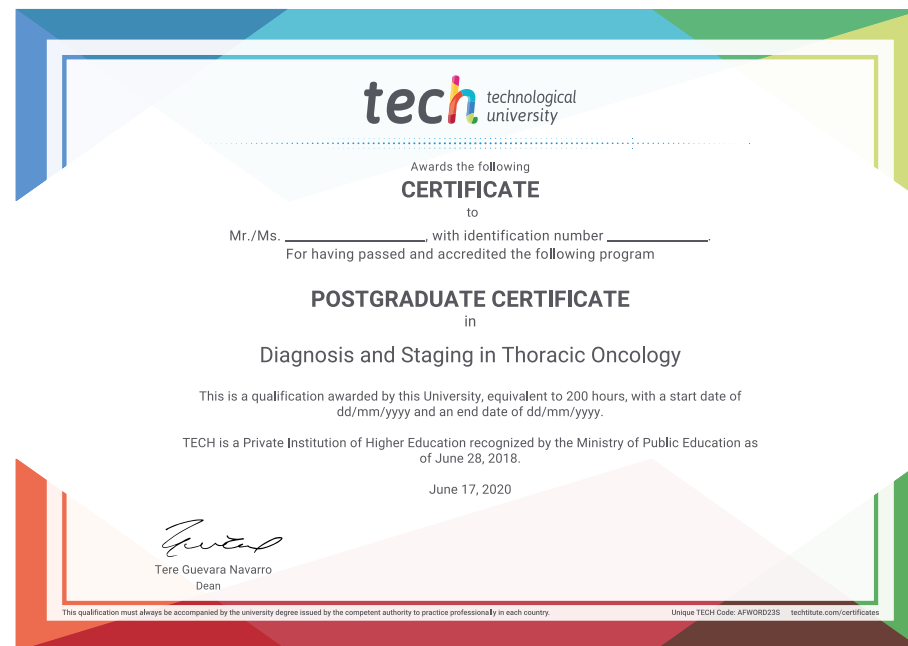 tech technological
university
Awards the following
CERTIFICATE
to
Mr./Ms. ____________________, with identification number ______________.
For having passed and accredited the following program
POSTGRADUATE CERTIFICATE
in
Diagnosis and Staging in Thoracic Oncology
This is a qualification awarded by this University, equivalent to 200 hours, with a start date of
dd/mm/yyyy and an end date of dd/mm/yyyy.
TECH is a Private Institution of Higher Education recognized by the Ministry of Public Education as
of June 28, 2018.
June 17, 2020
Tere Guevara Navarro
Dean
This qualification must always be accompanied by the university degree issued by the competent authority to practice professionally in each country. Unique TECH Code: AFWORD23S techtitute.com/certificates